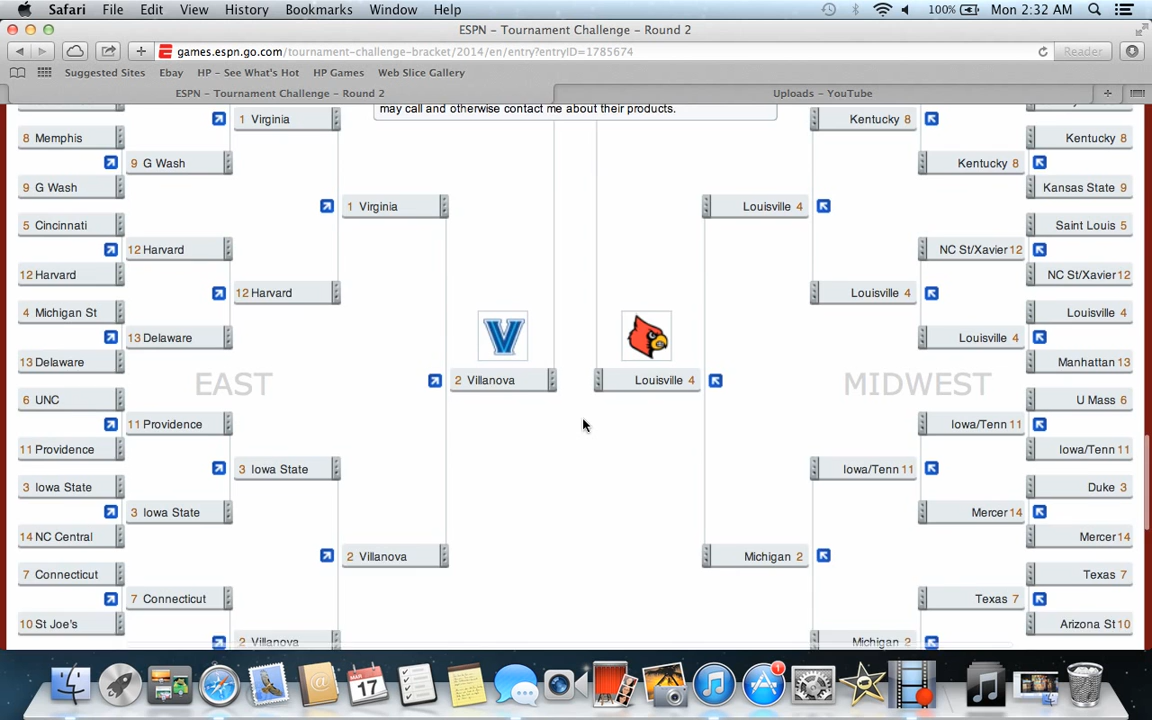 Safari File Edit View History Bookmarks Window Help 100% Mon 2:32 AM
ESPN – Tournament Challenge – Round 2
games.espn.go.com/tournament-challenge-bracket/2014/en/entry?entryID=1785674 Reader
Suggested Sites Ebay HP – See What's Hot HP Games Web Slice Gallery
ESPN – Tournament Challenge – Round 2 Uploads – YouTube
may call and otherwise contact me about their products.
1 Virginia Kentucky 8
8 Memphis Kentucky 8
9 G Wash Kentucky 8
9 G Wash Kansas State 9
1 Virginia Louisville 4
5 Cincinnati Saint Louis 5
12 Harvard NC St/Xavier 12
12 Harvard NC St/Xavier 12
12 Harvard Louisville 4
4 Michigan St Louisville 4
13 Delaware Louisville 4
13 Delaware Manhattan 13
V
2 Villanova Louisville 4
EAST MIDWEST
6 UNC U Mass 6
11 Providence Iowa/Tenn 11
11 Providence Iowa/Tenn 11
3 Iowa State Iowa/Tenn 11
3 Iowa State Duke 3
3 Iowa State Mercer 14
14 NC Central Mercer 14
2 Villanova Michigan 2
7 Connecticut Texas 7
7 Connecticut Texas 7
10 St Joe's Arizona St 10
2 Villanova Michigan 2
MAR
17
1